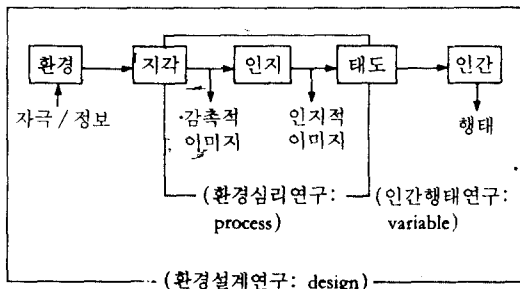 환경 지각 인지 태도 인간
자극/정보 감촉적 인지적 행태
이미지 이미지
(환경심리연구: (인간행태연구:
process) variable)
(환경설계연구: design)